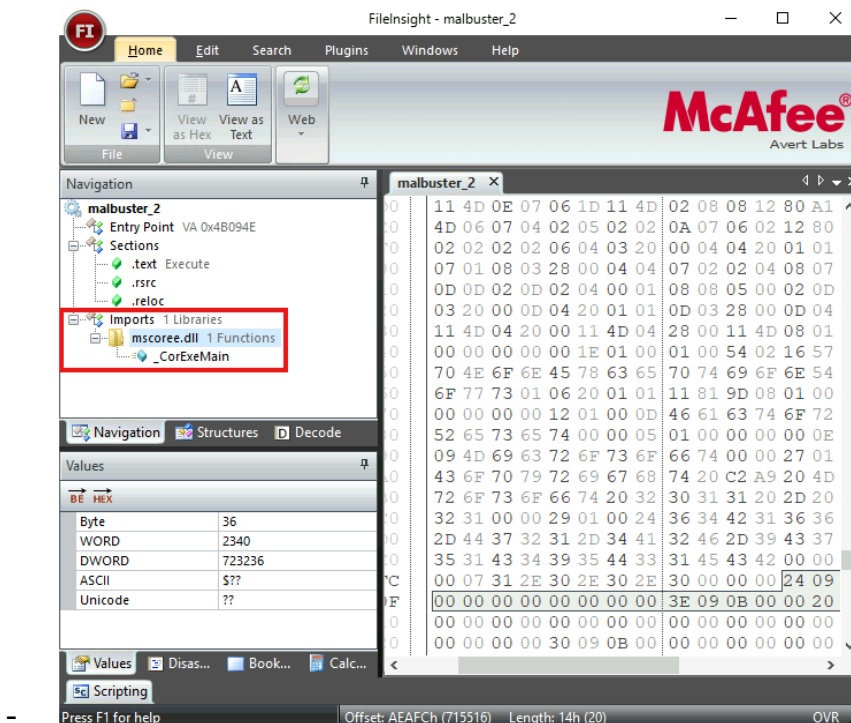 FileInsight - malbuster_2
FI
Home Edit Search Plugins Windows Help
New
View as Hex
View as Text
Web
File
View
McAfee®
Avert Labs
Navigation
malbuster_2
Entry Point VA 0x4B094E
Sections
.text Execute
.rsrc
.reloc
Imports 1 Libraries
mscoree.dll 1 Functions
_CorExeMain
Navigation Structures D Decode
Values
BE HEX
Byte 36
WORD 2340
DWORD 723236
ASCII $??
Unicode ??
Values Disas... Book... Calc...
Sc Scripting
malbuster_2 X
11 4D 0E 07 06 1D 11 4D 02 08 08 12 80 A1
4D 06 07 04 02 05 02 02 0A 07 06 02 12 80
02 02 02 02 06 04 03 20 00 04 04 20 01 01
07 01 08 03 28 00 04 04 07 02 02 04 08 07
0D 0D 02 0D 02 04 00 01 08 08 05 00 02 0D
03 20 00 0D 04 20 01 01 0D 03 28 00 0D 04
11 4D 04 20 00 11 4D 04 28 00 11 4D 08 01
00 00 00 00 00 1E 01 00 01 00 54 02 16 57
70 4E 6F 6E 45 78 63 65 70 74 69 6F 6E 54
6F 77 73 01 06 20 01 01 11 81 9D 08 01 00
00 00 00 00 12 01 00 0D 46 61 63 74 6F 72
52 65 73 65 74 00 00 05 01 00 00 00 00 0E
09 4D 69 63 72 6F 73 6F 66 74 00 00 27 01
43 6F 70 79 72 69 67 68 74 20 C2 A9 20 4D
72 6F 73 6F 66 74 20 32 30 31 31 20 2D 20
32 31 00 00 29 01 00 24 36 34 42 31 36 36
2D 44 37 32 31 2D 34 41 32 46 2D 39 43 37
35 31 43 34 39 35 44 33 31 45 43 42 00 00
00 07 31 2E 30 2E 30 2E 30 00 00 00 24 09
00 00 00 00 00 00 00 00 3E 09 0B 00 00 20
00 00 00 00 00 00 00 00 00 00 00 00 00 00
00 00 00 00 30 09 0B 00 00 00 00 00 00 00
Press F1 for help
Offset: AEAFCh (715516) Length: 14h (20)
OVR